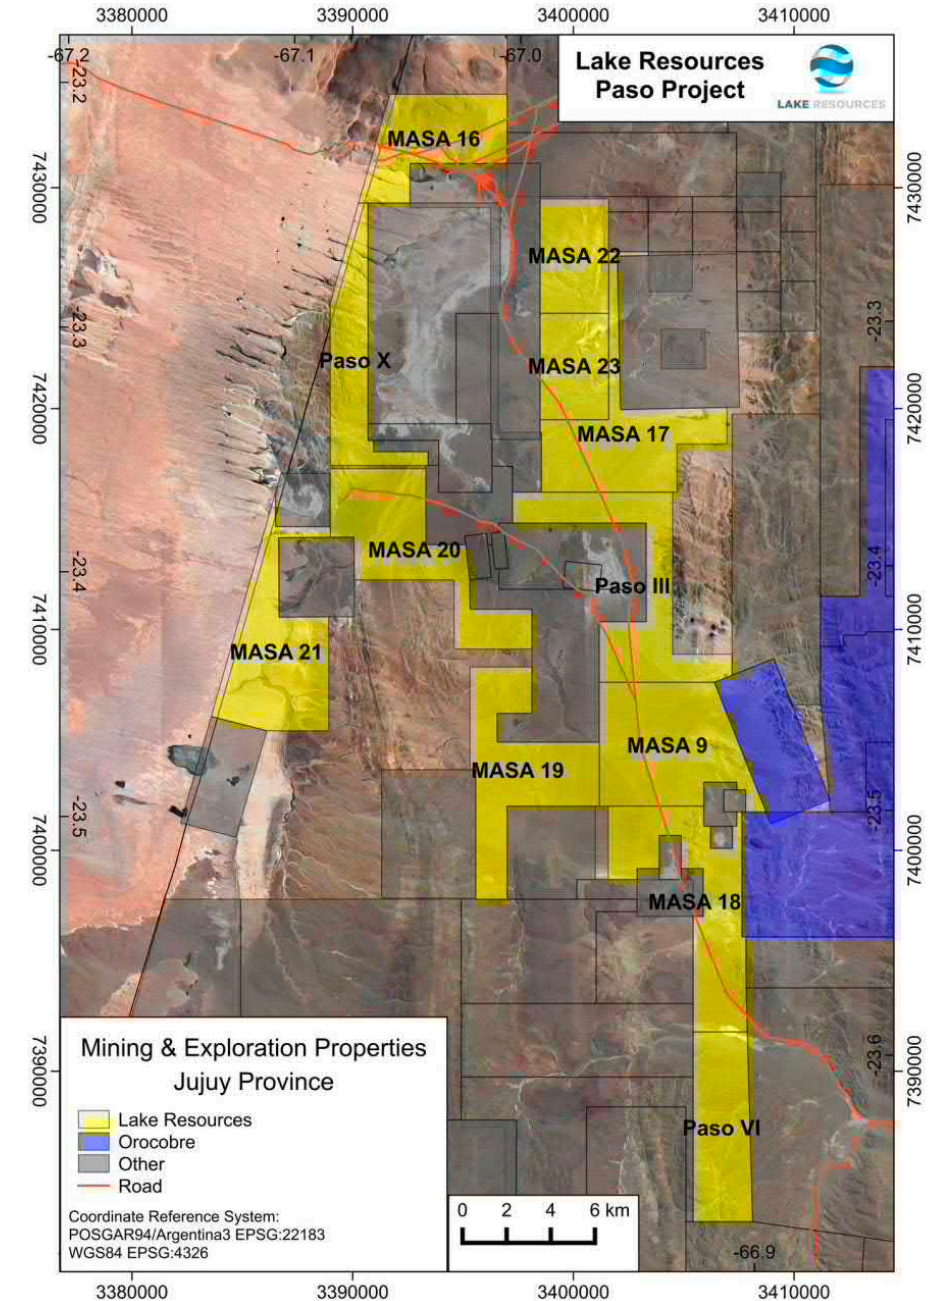 3380000
3390000
3400000
3410000
-67.2
-67.1
-67.0
Lake Resources
Paso Project
LAKE RESOURCES
-23.2
MASA 16
7430000
7430000
MASA 22
-23.3
-23.3
Paso X
MASA 23
7420000
7420000
MASA 17
MASA 20
-23.4
-23.4
Paso III
7410000
7410000
MASA 21
MASA 9
MASA 19
-23.5
-23.5
7400000
7400000
MASA 18
-23.6
7390000
7390000
Mining & Exploration Properties
Jujuy Province
Lake Resources
Orocobre
Other
Road
Coordinate Reference System:
POSGAR94/Argentina3 EPSG:22183
WGS84 EPSG:4326
Paso VI
0 2 4 6 km
-66.9
3380000
3390000
3400000
3410000